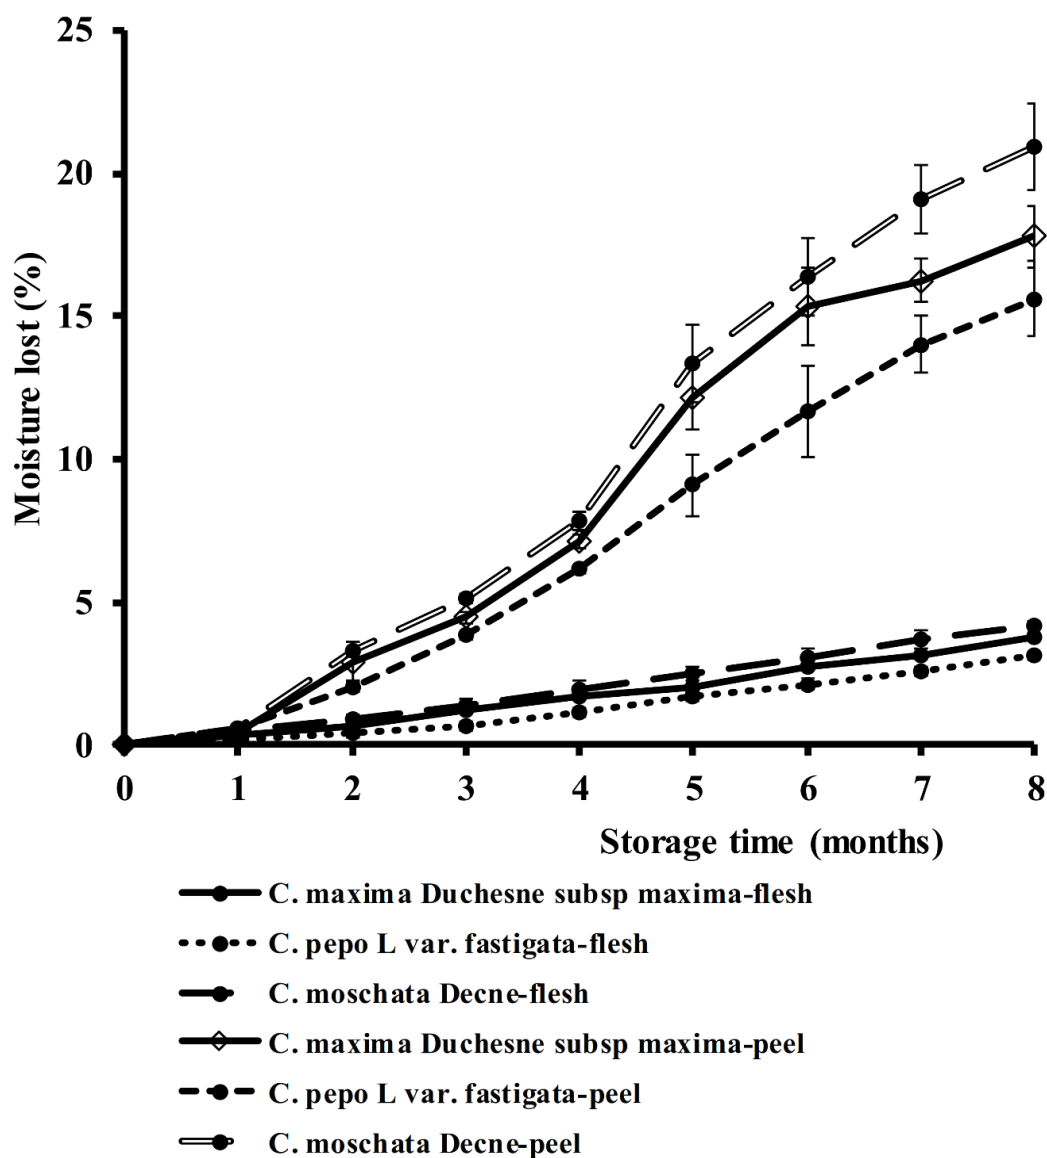 25
20
15
10
5
0
Moisture lost (%)
0 1 2 3 4 5 6 7 8
Storage time (months)
C. maxima Duchesne subsp maxima-flesh
C. pepo L var. fastigata-flesh
C. moschata Decne-flesh
C. maxima Duchesne subsp maxima-peel
C. pepo L var. fastigata-peel
C. moschata Decne-peel